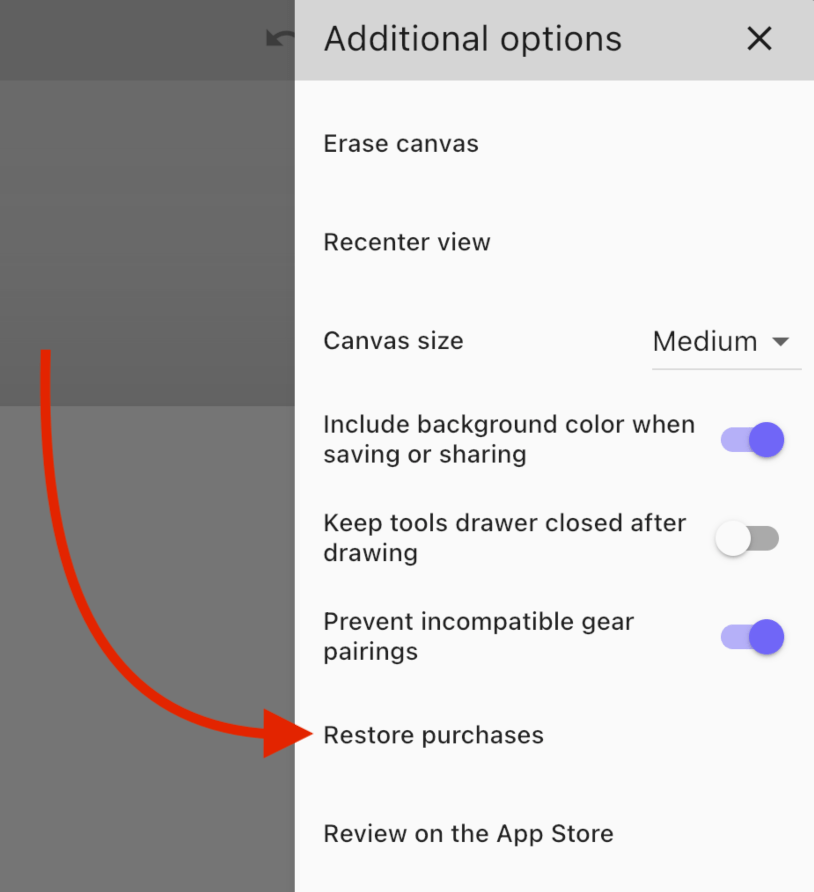 Additional options
Erase canvas
Recenter view
Canvas size Medium
Include background color when
saving or sharing
Keep tools drawer closed after
drawing
Prevent incompatible gear
pairings
Restore purchases
Review on the App Store